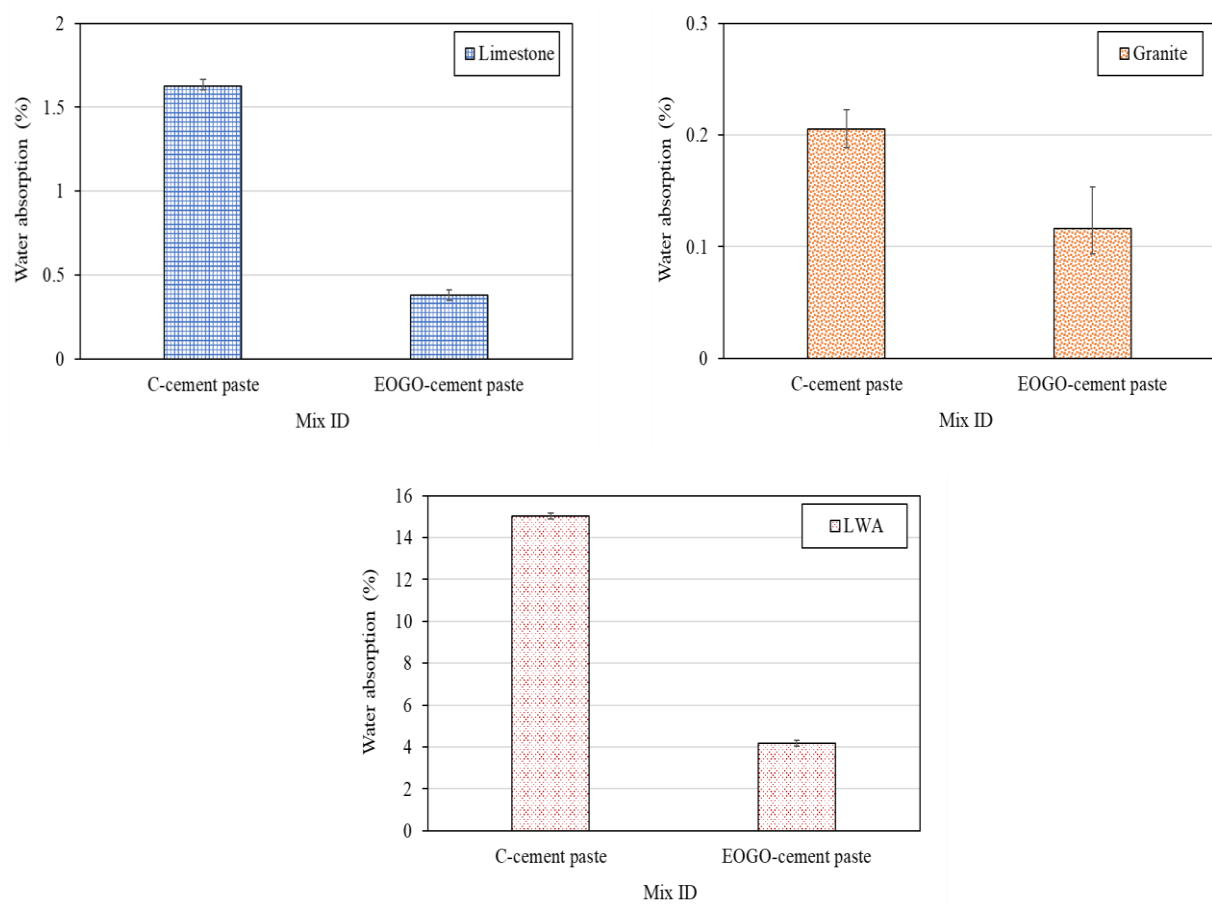 2
1.5
1
0.5
0
Water absorption (%)
Limestone
C-cement paste EOGO-cement paste
Mix ID
0.3
0.2
0.1
0
Water absorption (%)
Granite
C-cement paste EOGO-cement paste
Mix ID
16
14
12
10
8
6
4
2
0
Water absorption (%)
LWA
C-cement paste EOGO-cement paste
Mix ID